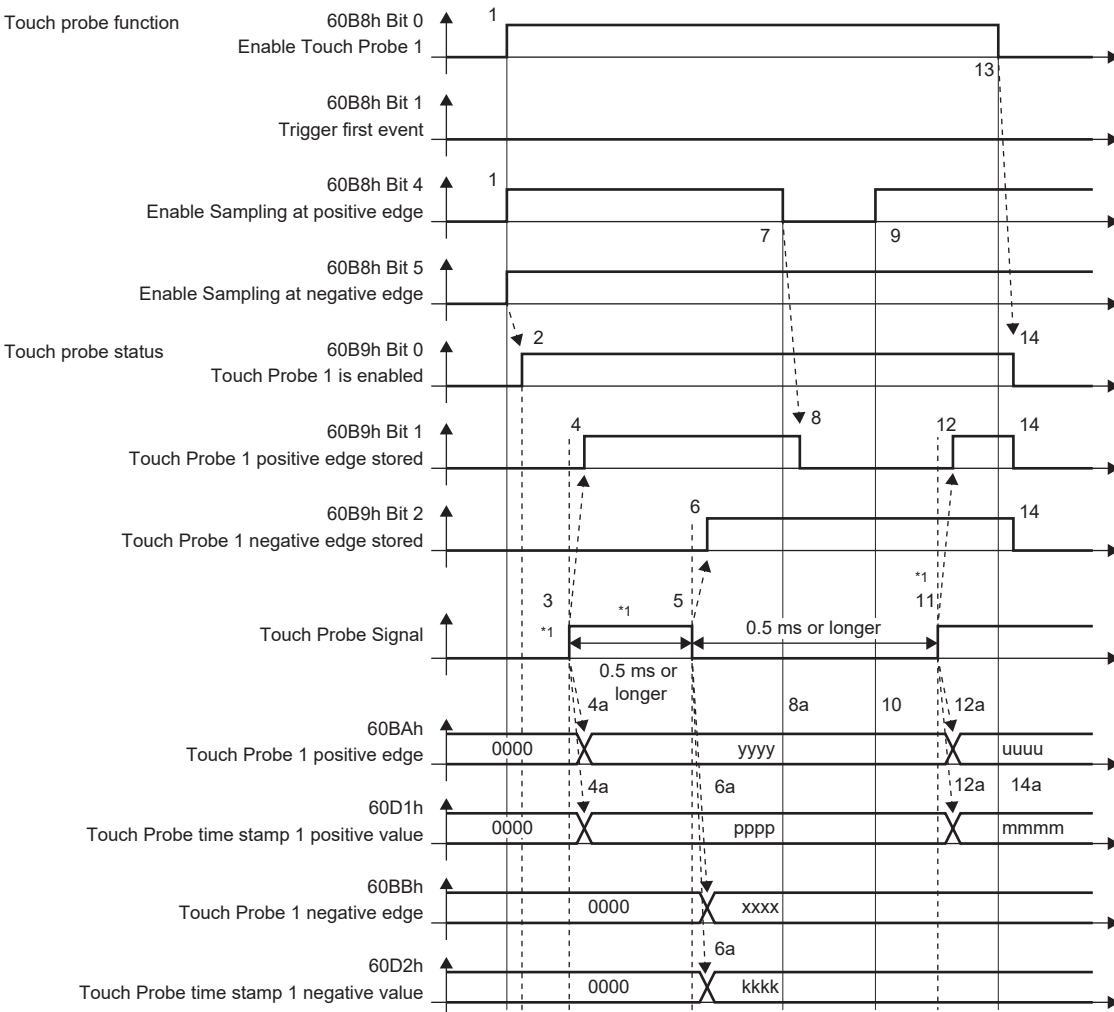 Touch probe function
60B8h Bit 0
Enable Touch Probe 1
1
13
60B8h Bit 1
Trigger first event
60B8h Bit 4
Enable Sampling at positive edge
1
7
9
60B8h Bit 5
Enable Sampling at negative edge
Touch probe status
60B9h Bit 0
Touch Probe 1 is enabled
2
14
60B9h Bit 1
Touch Probe 1 positive edge stored
4
8
12
14
60B9h Bit 2
Touch Probe 1 negative edge stored
6
14
Touch Probe Signal
3
*1
*1
5
*1
11
0.5 ms or
longer
0.5 ms or longer
60BAh
Touch Probe 1 positive edge
4a
8a
10
12a
0000
yyyy
uuuu
60D1h
Touch Probe time stamp 1 positive value
4a
6a
12a
14a
0000
pppp
mmmm
60BBh
Touch Probe 1 negative edge
0000
xxxx
60D2h
Touch Probe time stamp 1 negative value
6a
0000
kkkk